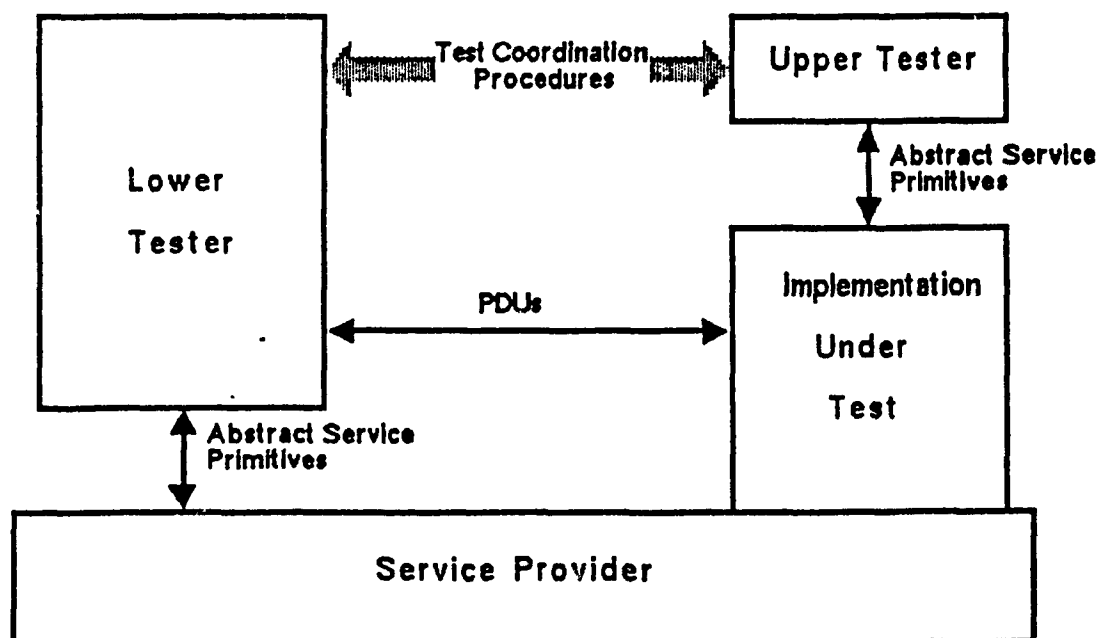 Test Coordination
Procedures
Upper Tester
Abstract Service
Primitives
Lower
Tester
Implementation
Under
Test
PDUs
Abstract Service
Primitives
Service Provider